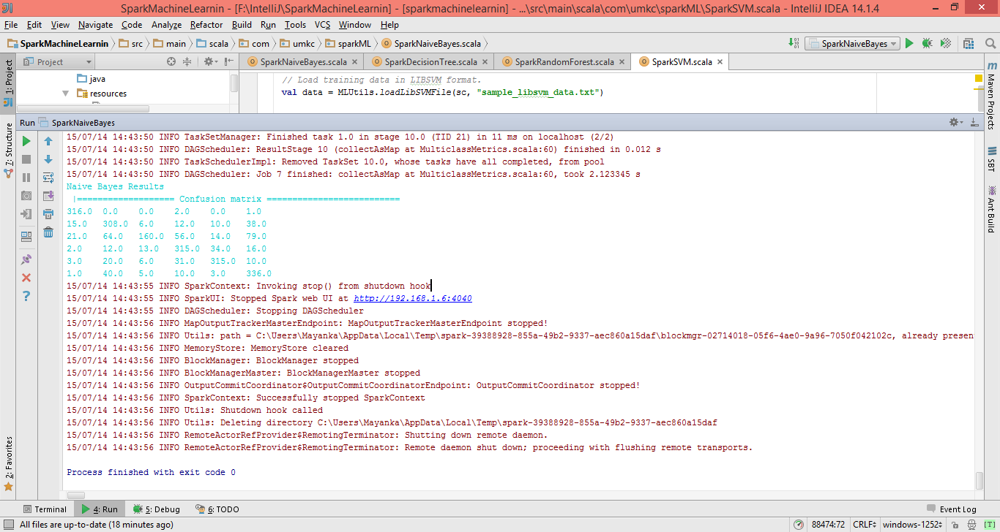 SparkMachineLearnin - [F:\IntelliJ\SparkMachineLearnin] - [sparkmachinelearnin] - ...\src\main\scala\com\umkc\sparkML\SparkSVM.scala - IntelliJ IDEA 14.1.4
File Edit View Navigate Code Analyze Refactor Build Run Tools VCS Window Help
SparkMachineLearnin src main scala com umkc sparkML SparkNaiveBayes.scala SparkNaiveBayes
Project SparkNaiveBayes.scala SparkDecisionTree.scala SparkRandomForest.scala SparkSVM.scala
java
resources
// Load training data in LIBSVM format.
val data = MLUtils.loadLibSVMFile(sc, "sample_libsvm_data.txt")
Run SparkNaiveBayes
15/07/14 14:43:50 INFO TaskSetManager: Finished task 1.0 in stage 10.0 (TID 21) in 11 ms on localhost (2/2)
15/07/14 14:43:50 INFO DAGScheduler: ResultStage 10 (collectAsMap at MulticlassMetrics.scala:60) finished in 0.012 s
15/07/14 14:43:50 INFO TaskSchedulerImpl: Removed TaskSet 10.0, whose tasks have all completed, from pool
15/07/14 14:43:50 INFO DAGScheduler: Job 7 finished: collectAsMap at MulticlassMetrics.scala:60, took 2.123345 s
Naive Bayes Results
|=================== Confusion matrix ==========================
316.0 0.0 0.0 2.0 0.0 1.0
15.0 308.0 6.0 12.0 10.0 38.0
21.0 64.0 160.0 56.0 14.0 79.0
2.0 12.0 13.0 315.0 34.0 16.0
3.0 20.0 6.0 31.0 315.0 10.0
1.0 40.0 5.0 10.0 3.0 336.0
15/07/14 14:43:55 INFO SparkContext: Invoking stop() from shutdown hook
15/07/14 14:43:55 INFO SparkUI: Stopped Spark web UI at http://192.168.1.6:4040
15/07/14 14:43:55 INFO DAGScheduler: Stopping DAGScheduler
15/07/14 14:43:56 INFO MapOutputTrackerMasterEndpoint: MapOutputTrackerMasterEndpoint stopped!
15/07/14 14:43:56 INFO Utils: path = C:\Users\Mayanka\AppData\Local\Temp\spark-39388928-855a-49b2-9337-aec860a15daf\blockmgr-02714018-05f6-4ae0-9a96-7050f042102c, already presen
15/07/14 14:43:56 INFO MemoryStore: MemoryStore cleared
15/07/14 14:43:56 INFO BlockManager: BlockManager stopped
15/07/14 14:43:56 INFO BlockManagerMaster: BlockManagerMaster stopped
15/07/14 14:43:56 INFO OutputCommitCoordinator$OutputCommitCoordinatorEndpoint: OutputCommitCoordinator stopped!
15/07/14 14:43:56 INFO SparkContext: Successfully stopped SparkContext
15/07/14 14:43:56 INFO Utils: Shutdown hook called
15/07/14 14:43:56 INFO Utils: Deleting directory C:\Users\Mayanka\AppData\Local\Temp\spark-39388928-855a-49b2-9337-aec860a15daf
15/07/14 14:43:56 INFO RemoteActorRefProvider$RemotingTerminator: Shutting down remote daemon.
15/07/14 14:43:56 INFO RemoteActorRefProvider$RemotingTerminator: Remote daemon shut down; proceeding with flushing remote transports.
Process finished with exit code 0
1: Project
7: Structure
2: Favorites
Maven Projects
SBT
Ant Build
Terminal 4: Run 5: Debug 6: TODO Event Log
All files are up-to-date (18 minutes ago) 88474:72 CRLF windows-1252 [T]